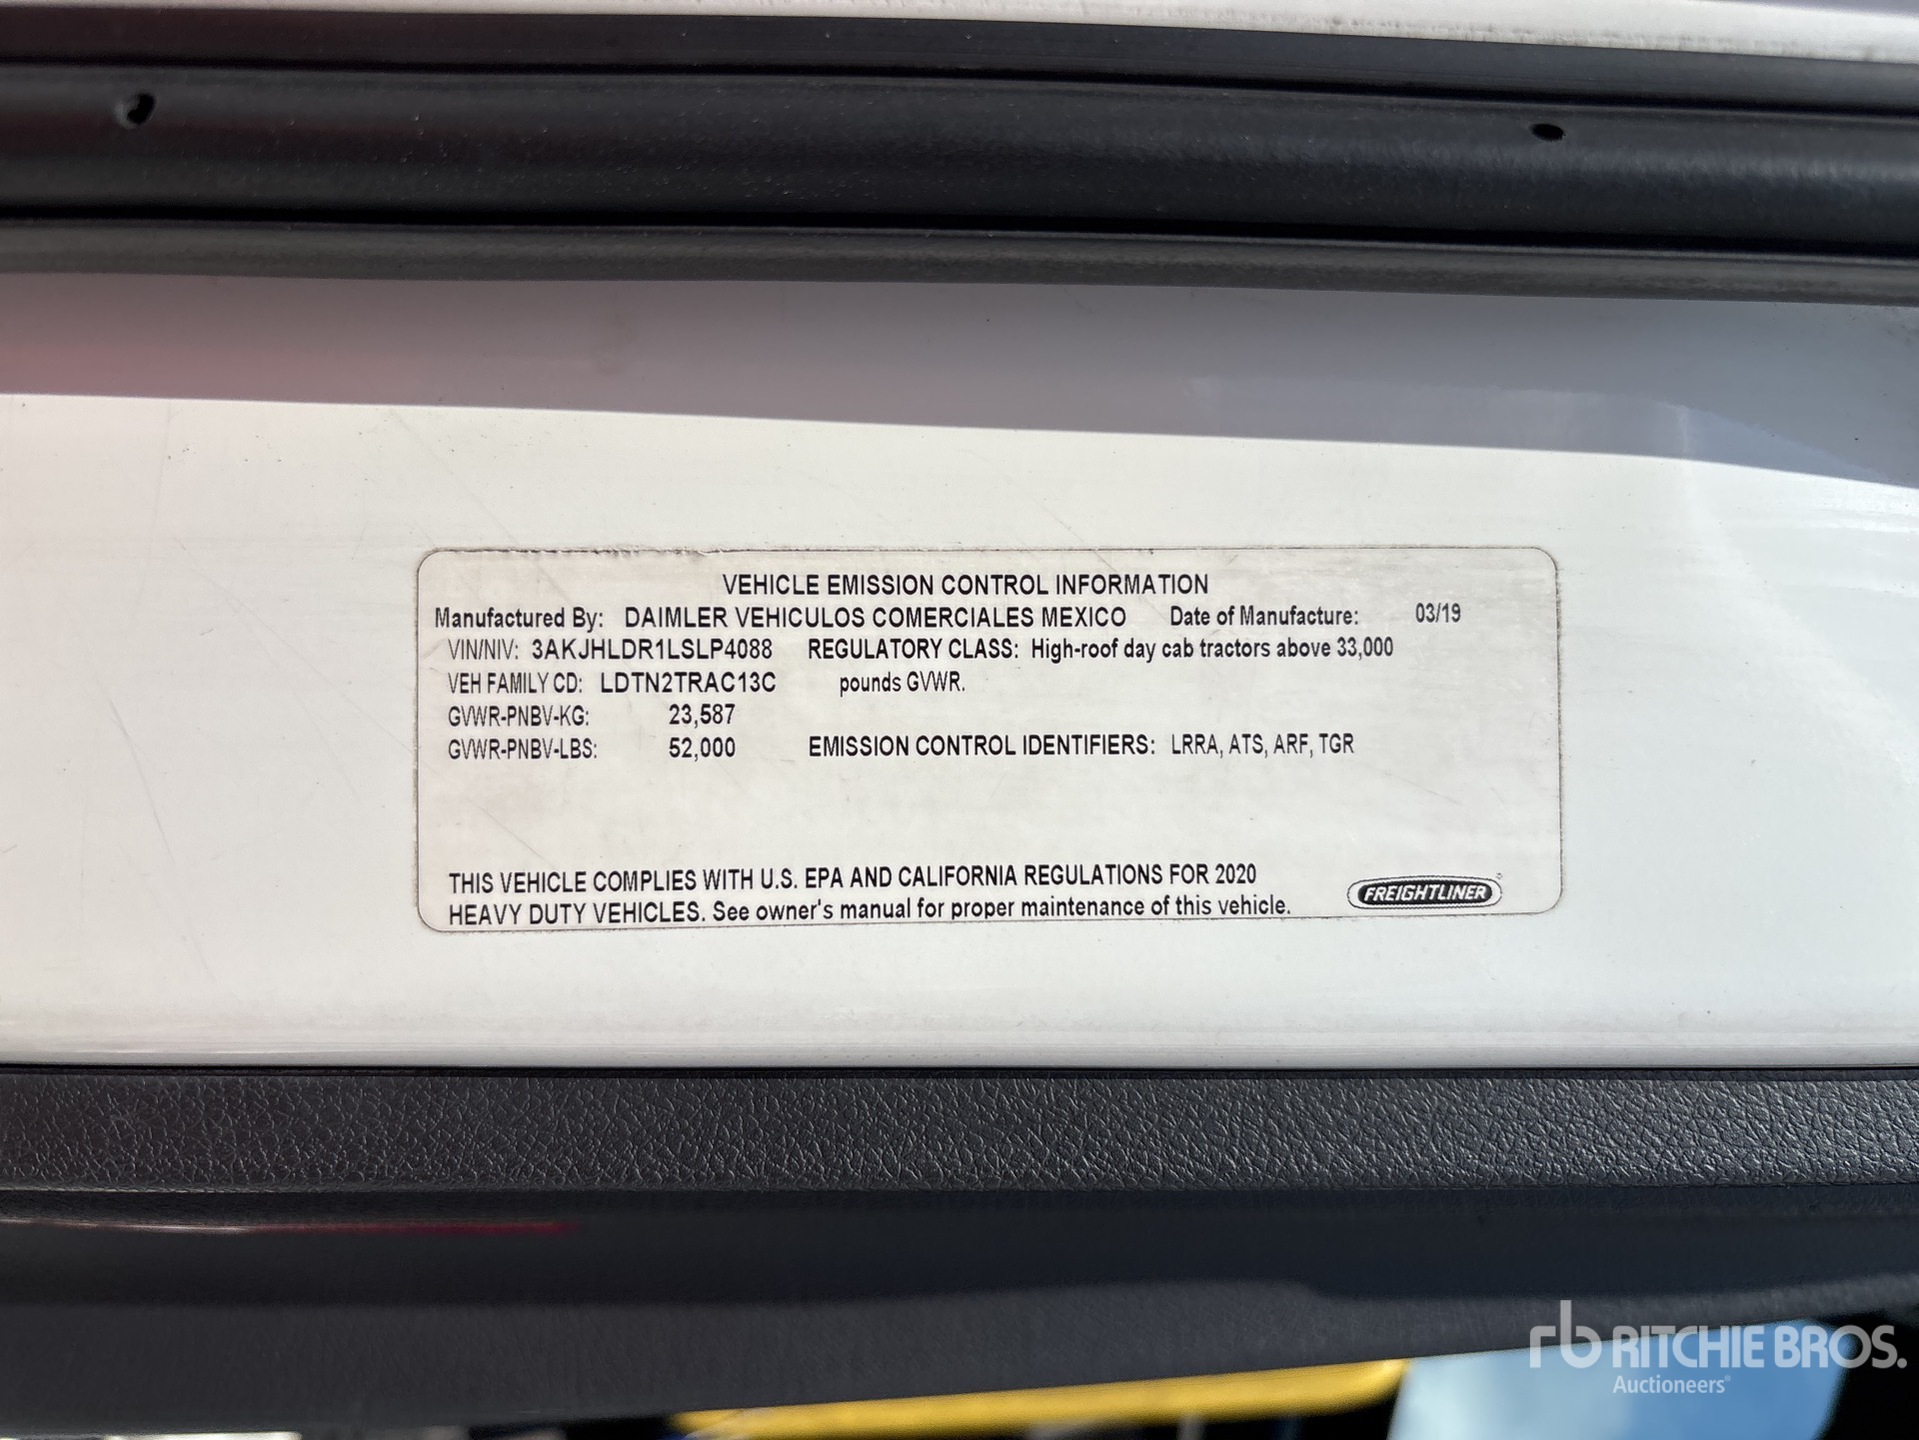 VEHICLE EMISSION CONTROL INFORMATION
Manufactured By: DAIMLER VEHICULOS COMERCIALES MEXICO Date of Manufacture: 03/19
VIN/NIV: 3AKJHLDR1LSLP4088 REGULATORY CLASS: High-roof day cab tractors above 33,000
VEH FAMILY CD: LDTN2TRAC13C pounds GVWR.
GVWR-PNBV-KG: 23,587
GVWR-PNBV-LBS: 52,000 EMISSION CONTROL IDENTIFIERS: LRRA, ATS, ARF, TGR
THIS VEHICLE COMPLIES WITH U.S. EPA AND CALIFORNIA REGULATIONS FOR 2020
HEAVY DUTY VEHICLES. See owner's manual for proper maintenance of this vehicle.
FREIGHTLINER
rb RITCHIE BROS.
Auctioneers®